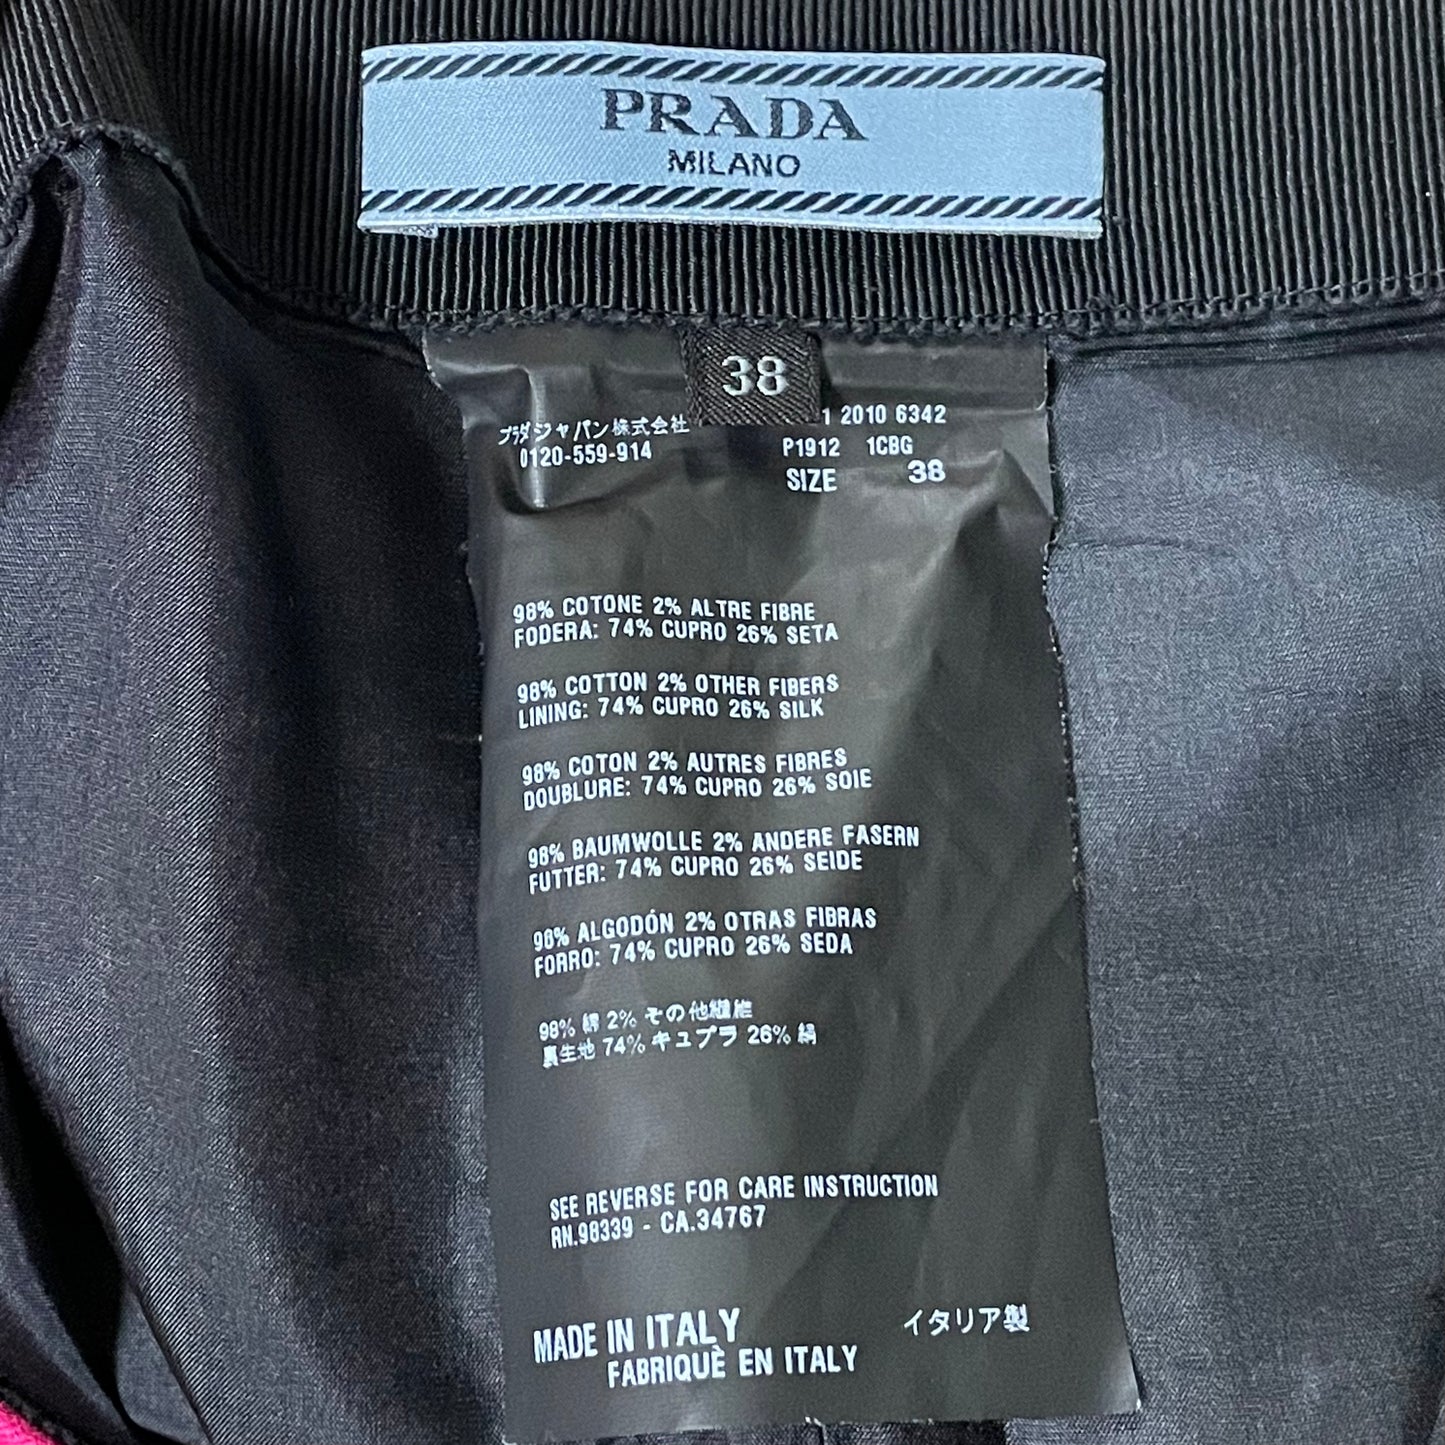 PRADA
MILANO
38
プラダジャパン株式会社
0120-559-914
1 2010 6342
P1912 1CBG
SIZE 38
98% COTONE 2% ALTRE FIBRE
FODERA: 74% CUPRO 26% SETA
98% COTTON 2% OTHER FIBERS
LINING: 74% CUPRO 26% SILK
98% COTON 2% AUTRES FIBRES
DOUBLURE: 74% CUPRO 26% SOIE
98% BAUMWOLLE 2% ANDERE FASERN
FUTTER: 74% CUPRO 26% SEIDE
98% ALGODÓN 2% OTRAS FIBRAS
FORRO: 74% CUPRO 26% SEDA
98% 綿 2% その他繊維
裏生地 74% キュプラ 26% 絹
SEE REVERSE FOR CARE INSTRUCTION
RN.98339 - CA.34767
MADE IN ITALY イタリア製
FABRIQUÈ EN ITALY